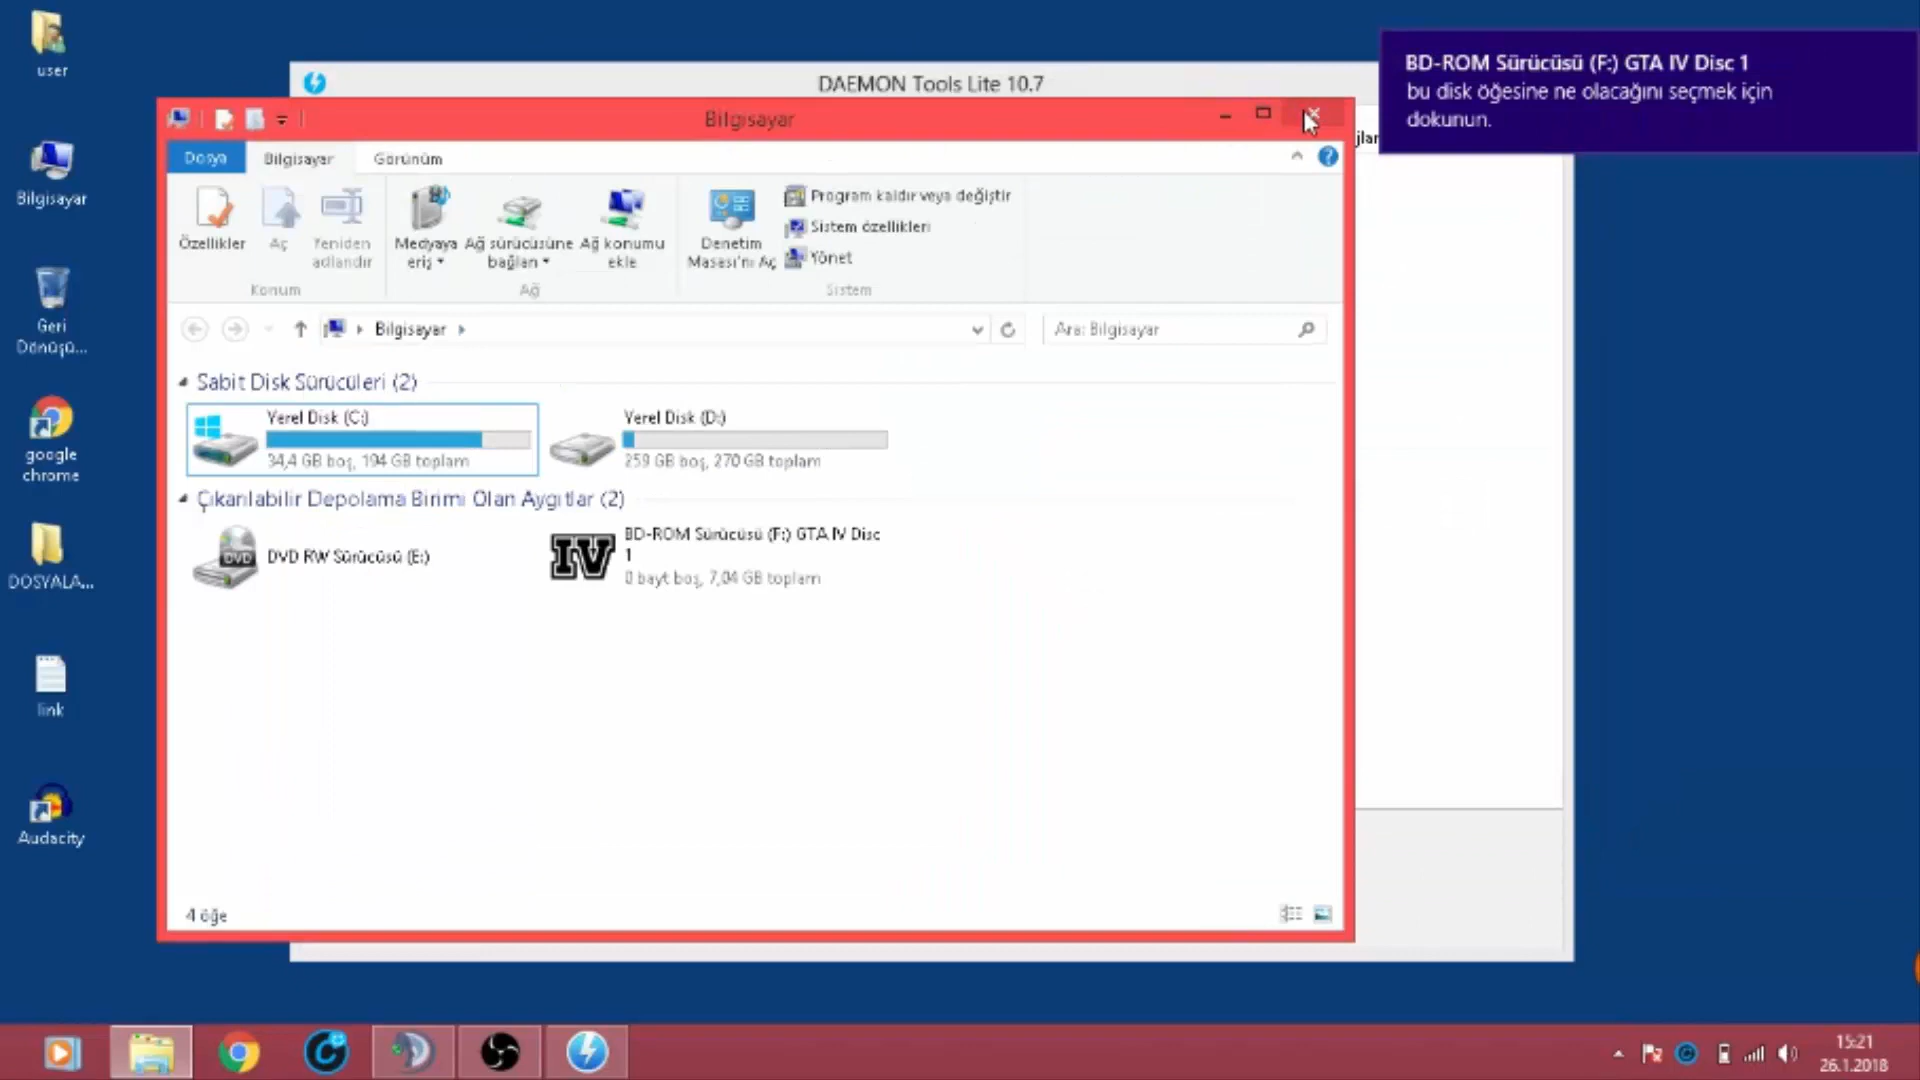 user
Bilgisayar
Geri
Dönüşü...
google
chrome
DOSYALA...
link
Audacity
DAEMON Tools Lite 10.7
BD-ROM Sürücüsü (F:) GTA IV Disc 1
bu disk öğesine ne olacağını seçmek için
dokunun.
Bilgisayar
Dosya
Bilgisayar
Görünüm
Özellikler
Aç
Yeniden
adlandır
Medyaya
eriş
Ağ sürücüsüne
bağlan
Ağ konumu
ekle
Denetim
Masası'nı Aç
Program kaldır veya değiştir
Sistem özellikleri
Yönet
Konum
Ağ
Sistem
Bilgisayar
Ara: Bilgisayar
Sabit Disk Sürücüleri (2)
Yerel Disk (C:)
34,4 GB boş, 194 GB toplam
Yerel Disk (D:)
259 GB boş, 270 GB toplam
Çıkarılabilir Depolama Birimi Olan Aygıtlar (2)
DVD
DVD RW Sürücüsü (E:)
IV
BD-ROM Sürücüsü (F:) GTA IV Disc
1
0 bayt boş, 7,04 GB toplam
4 öğe
15:21
26.1.2018